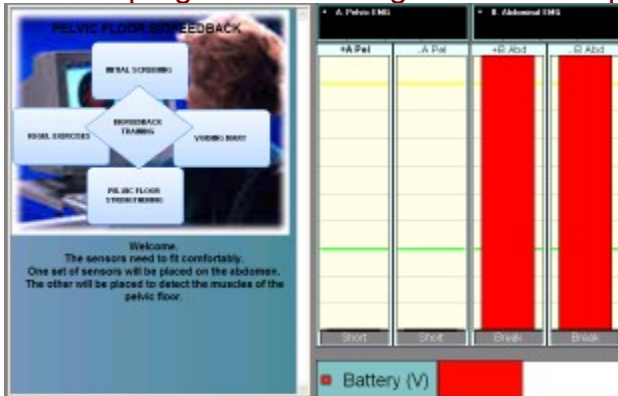 PELVIC FLOOR BIOFEEDBACK
INITIAL SCREENING
KEGEL EXERCISES
BIOFEEDBACK
TRAINING
VOIDING DIARY
PELVIC FLOOR
STRENGTHENING
Welcome.
The sensors need to fit comfortably.
One set of sensors will be placed on the abdomen.
The other will be placed to detect the muscles of the
pelvic floor.
A: Pelvic EMG
B: Abdominal EMG
+A Pel
-A Pel
+B Abd
-B Abd
Short
Short
Break
Break
Battery (V)